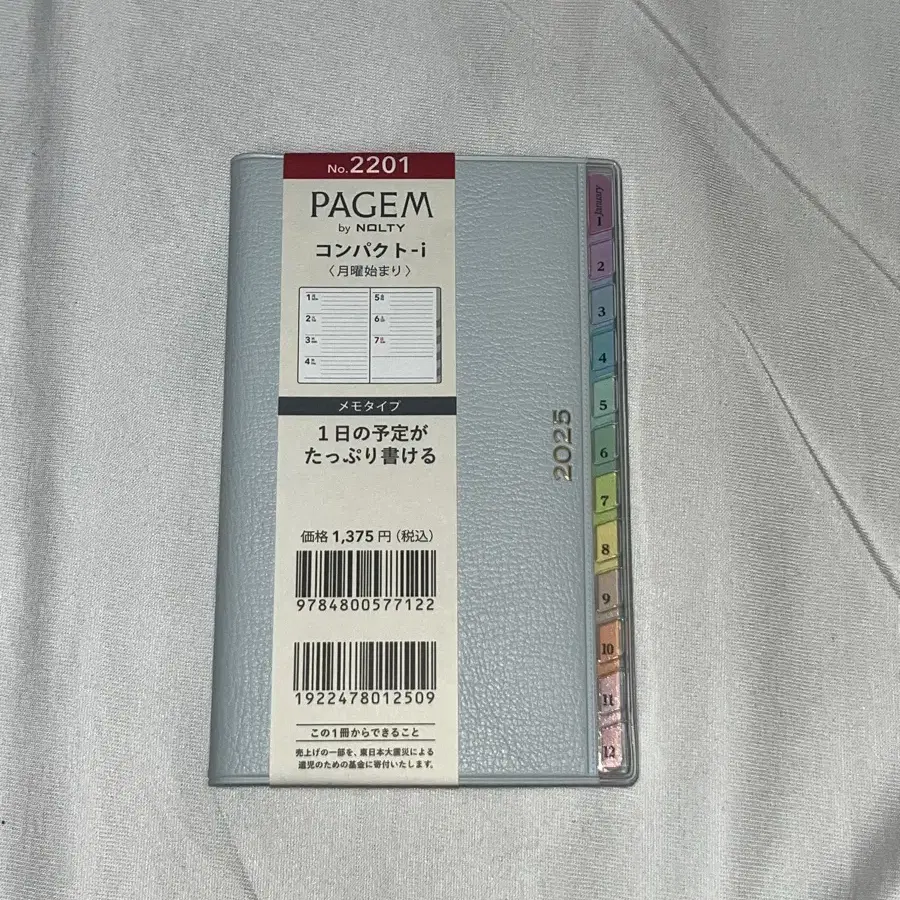 No.2201
PAGEM
by NOLTY
コンパクト-i
〈月曜始まり〉
1
2
3
4
5
6
7
メモタイプ
1日の予定が
たっぷり書ける
価格 1,375 円 (税込)
9784800577122
1922478012509
この1冊からできること
売上げの一部を、東日本大震災による
遺児のための基金に寄付いたします。
2025
1 January
2
3
4
5
6
7
8
9
10
11
12